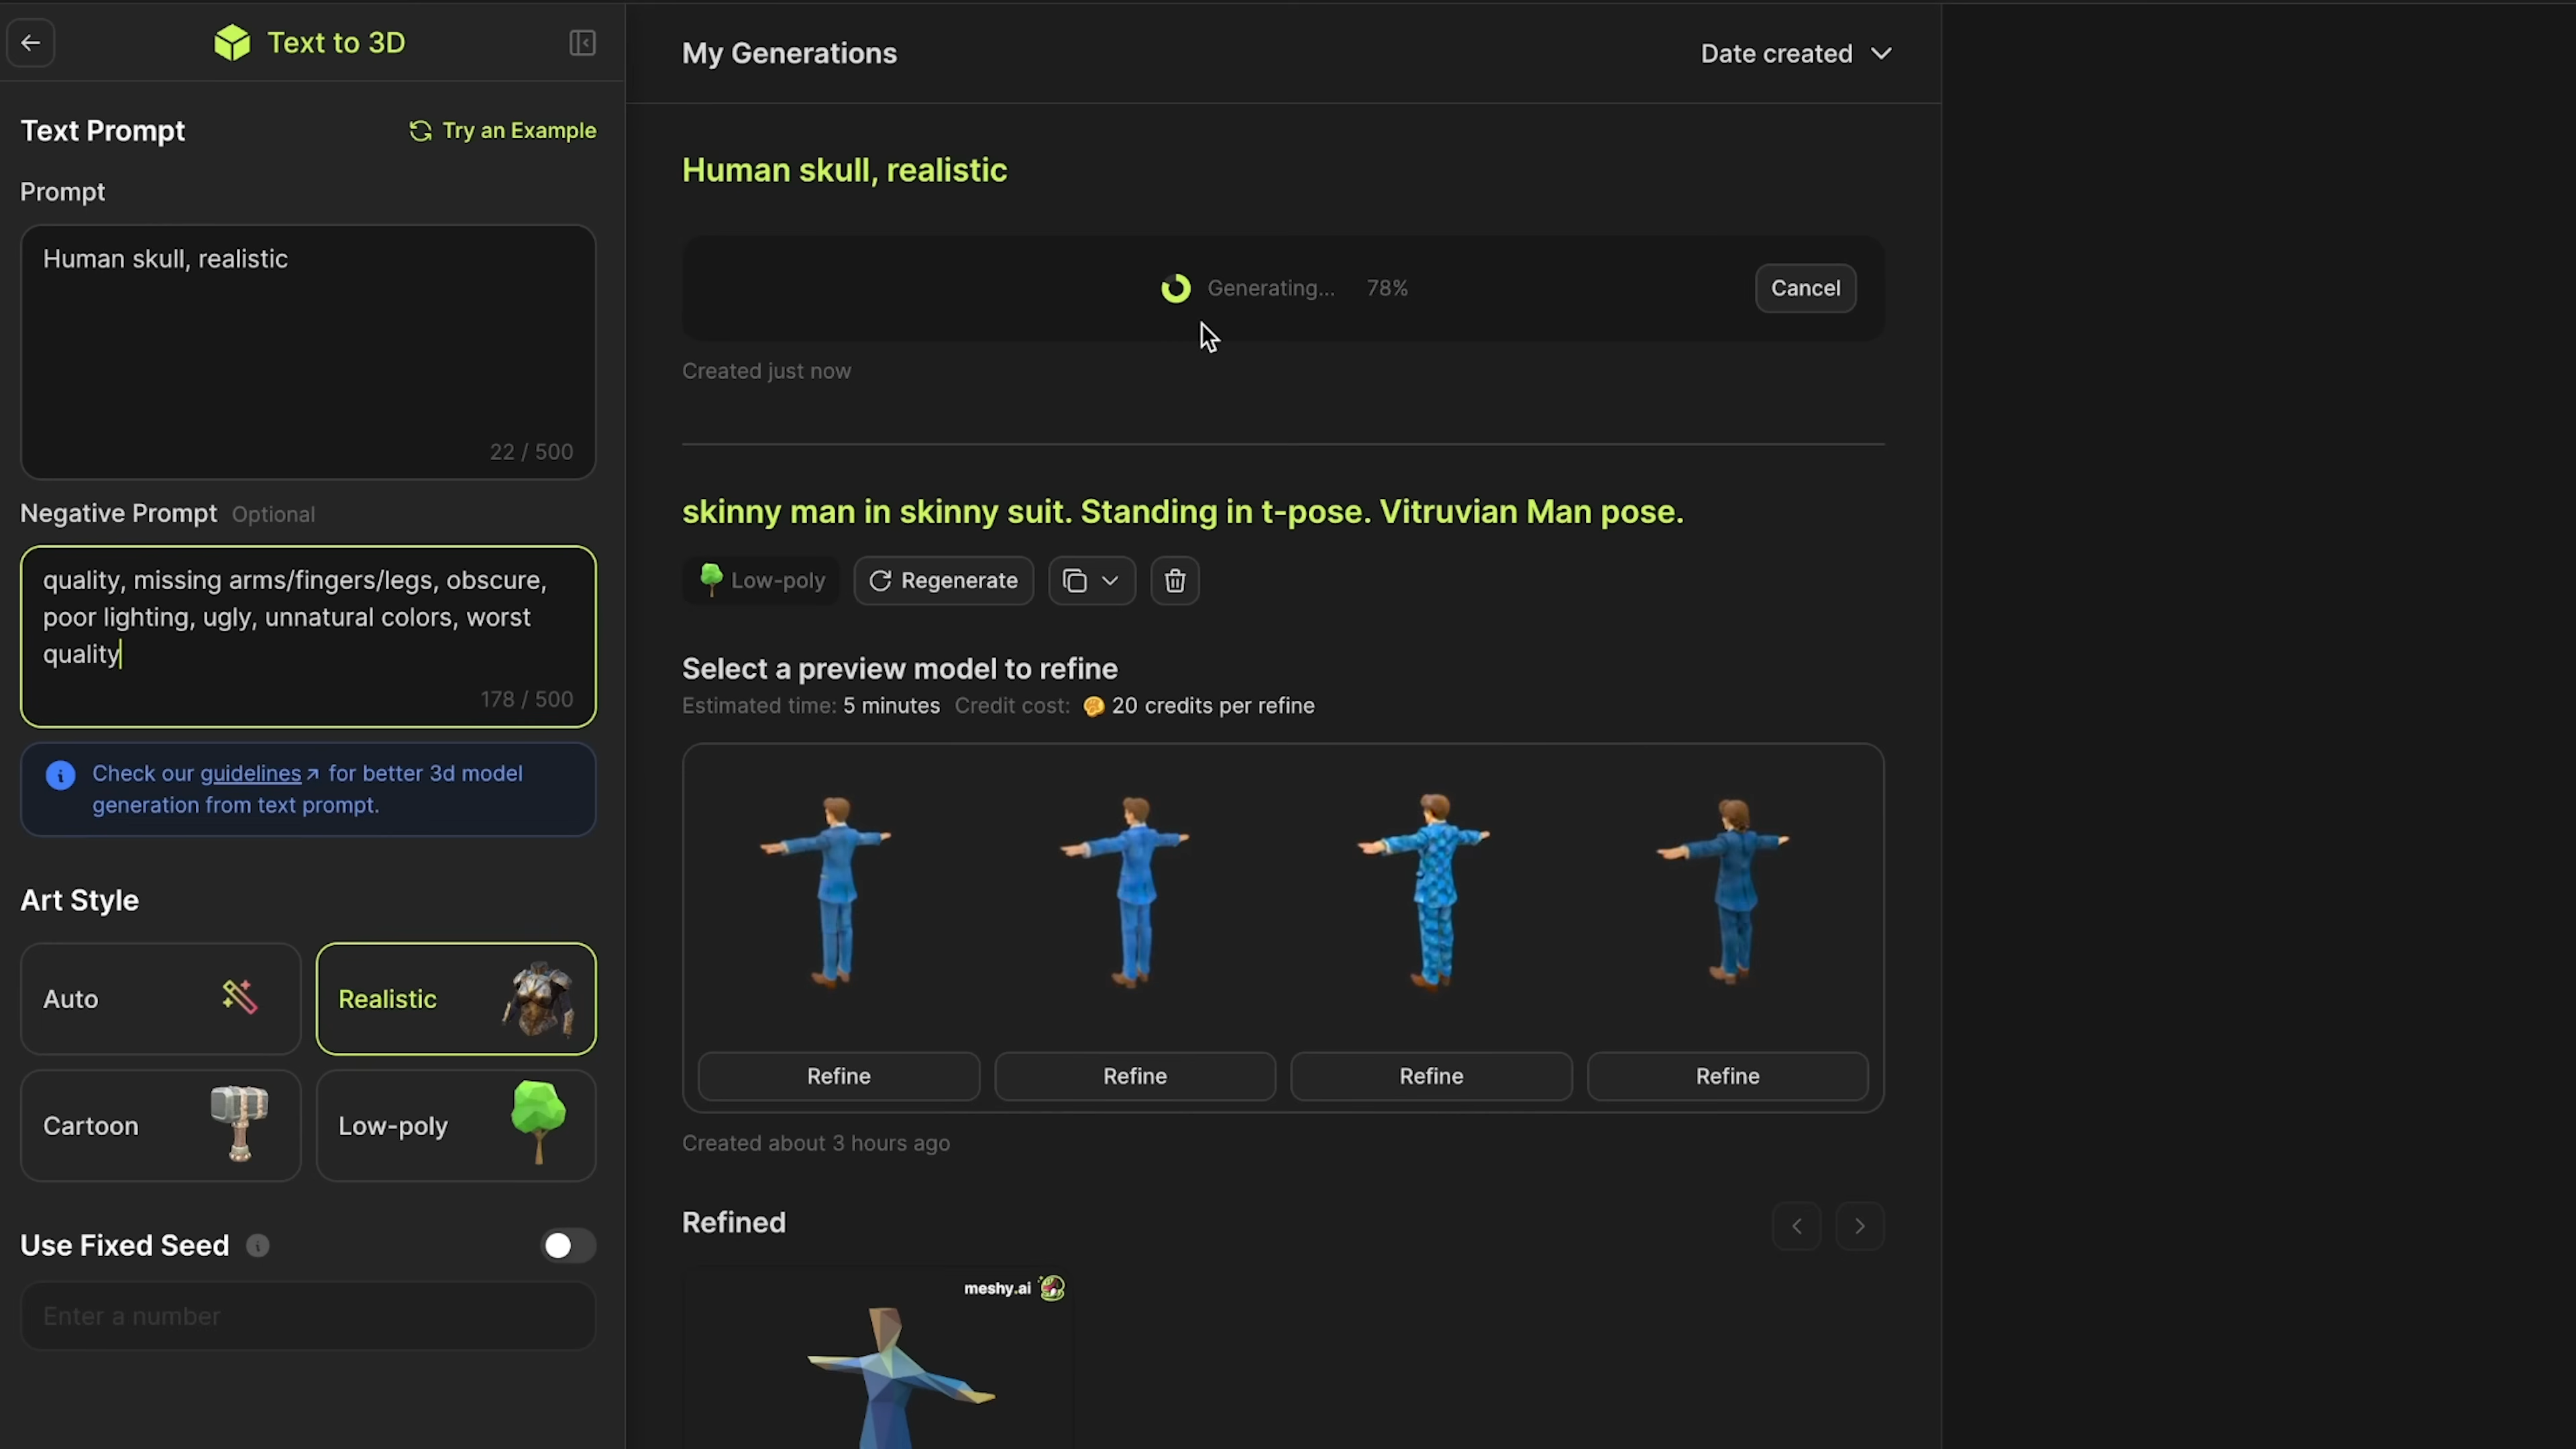 Text to 3D
Text Prompt
Try an Example
Prompt
Human skull, realistic
22 / 500
Negative Prompt Optional
quality, missing arms/fingers/legs, obscure,
poor lighting, ugly, unnatural colors, worst
quality
178 / 500
Check our guidelines for better 3d model
generation from text prompt.
Art Style
Auto
Realistic
Cartoon
Low-poly
Use Fixed Seed
Enter a number
My Generations
Date created
Human skull, realistic
Generating... 78%
Cancel
Created just now
skinny man in skinny suit. Standing in t-pose. Vitruvian Man pose.
Low-poly
Regenerate
Select a preview model to refine
Estimated time: 5 minutes Credit cost: 20 credits per refine
Refine
Refine
Refine
Refine
Created about 3 hours ago
Refined
meshy.ai